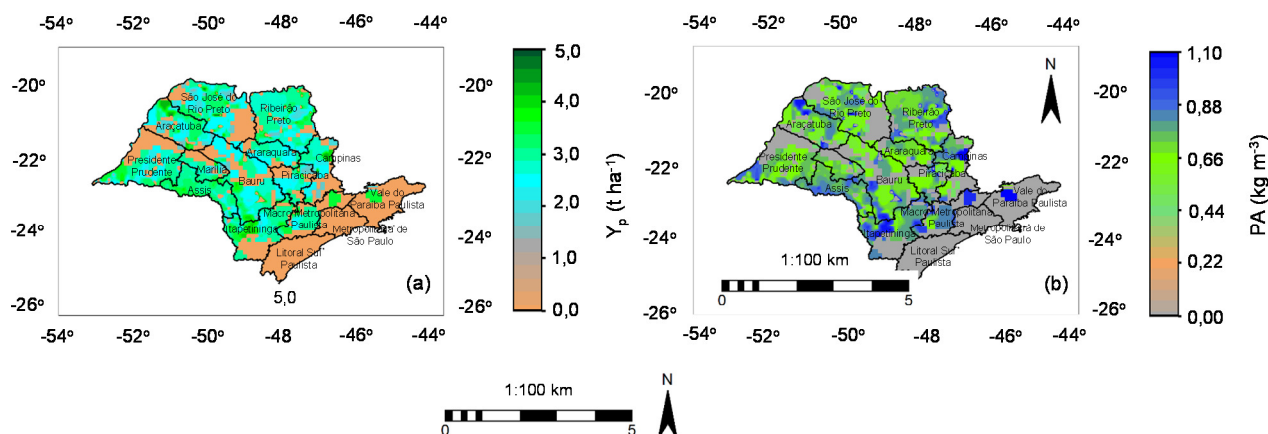 -54° -52° -50° -48° -46° -44°
-20°
-22°
-24°
-26°
São José do
Rio Preto
Ribeirão
Preto
Araçatuba
Araraquara
Campinas
Presidente
Prudente
Marília
Piracicaba
Assis
Bauru
Vale do
Paraíba Paulista
Macro Metropolitana
Paulista
Metropolitana de
São Paulo
Itapetininga
Litoral Sul
Paulista
5,0
(a)
-54° -52° -50° -48° -46° -44°
5,0
4,0
3,0
2,0
1,0
0,0
Yp (t ha-1)
-54° -52° -50° -48° -46° -44°
-20°
-22°
-24°
-26°
N
São José do
Rio Preto
Ribeirão
Preto
Araçatuba
Araraquara
Campinas
Presidente
Prudente
Piracicaba
Assis
Bauru
Vale do
Paraíba Paulista
Macro Metropolitana
Paulista
São Paulo
Itapetininga
Litoral Sul
Paulista
1:100 km
0 5
(b)
-20°
-22°
-24°
-26°
-54° -52° -50° -48° -46° -44°
1,10
0,88
0,66
0,44
0,22
0,00
PA (kg m-3)
1:100 km
0 5
N